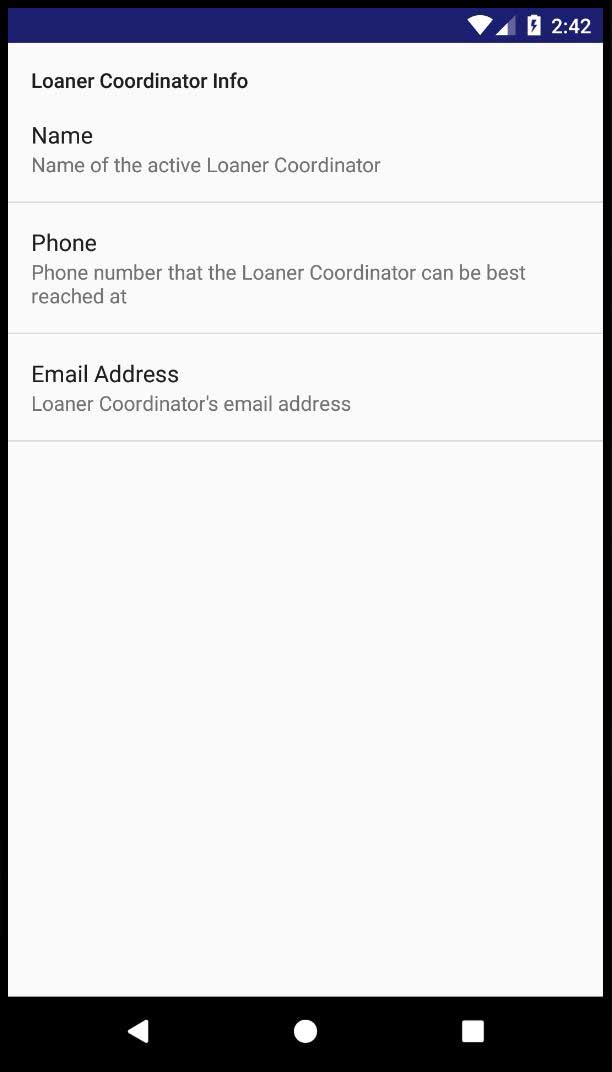 2:42
Loaner Coordinator Info
Name
Name of the active Loaner Coordinator
Phone
Phone number that the Loaner Coordinator can be best
reached at
Email Address
Loaner Coordinator's email address